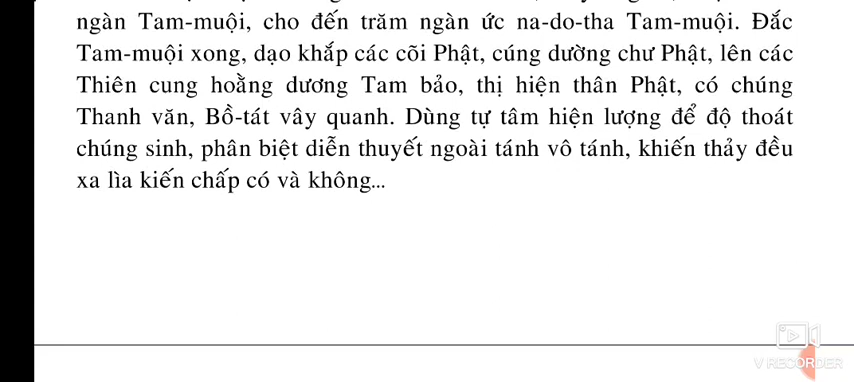 ngàn Tam-muội, cho đến trăm ngàn ức na-do-tha Tam-muội. Đắc
Tam-muội xong, dạo khắp các cõi Phật, cúng dường chư Phật, lên các
Thiên cung hoằng dương Tam bảo, thị hiện thân Phật, có chúng
Thanh văn, Bồ-tát vây quanh. Dùng tự tâm hiện lượng để độ thoát
chúng sinh, phân biệt diễn thuyết ngoài tánh vô tánh, khiến thảy đều
xa lìa kiến chấp có và không...
V RECORDER